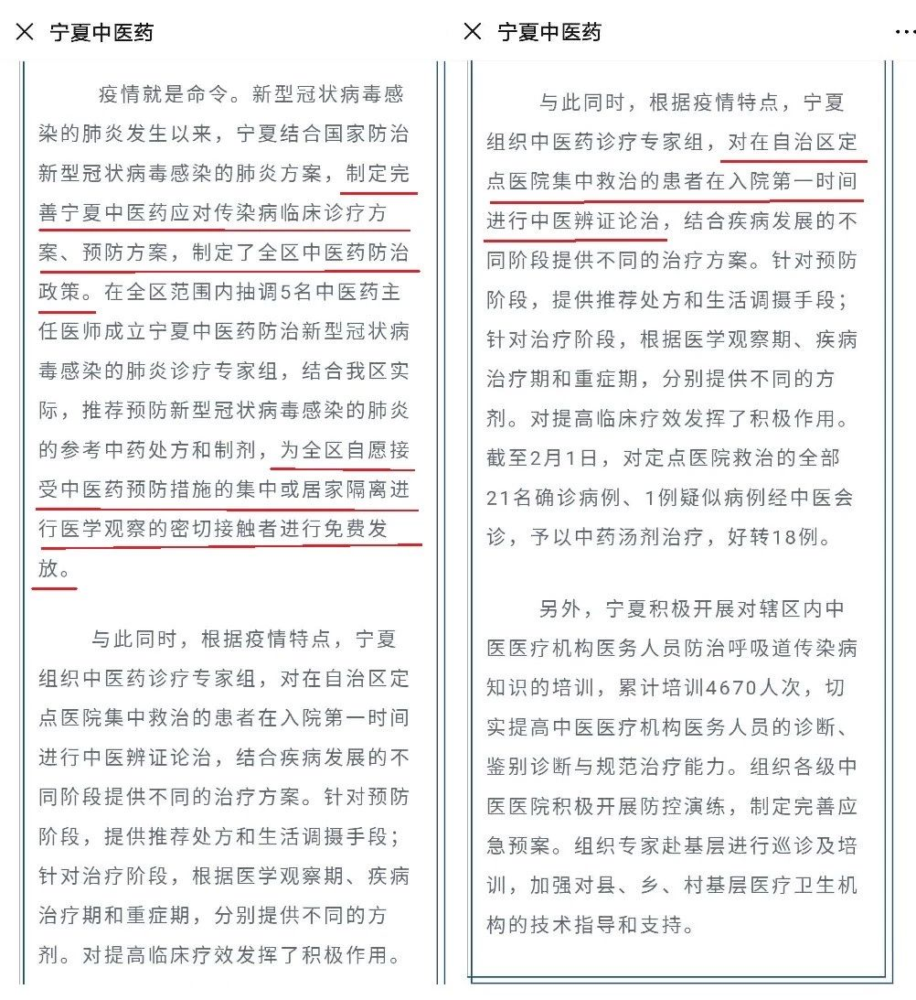 宁夏中医药
疫情就是命令。新型冠状病毒感
染的肺炎发生以来，宁夏结合国家防治
新型冠状病毒感染的肺炎方案，制定完
善宁夏中医药应对传染病临床诊疗方
案、预防方案，制定了全区中医药防治
政策。在全区范围内抽调5名中医药主
任医师成立宁夏中医药防治新型冠状病
毒感染的肺炎诊疗专家组，结合我区实
际，推荐预防新型冠状病毒感染的肺炎
的参考中药处方和制剂，为全区自愿接
受中医药预防措施的集中或居家隔离进
行医学观察的密切接触者进行免费发
放。
与此同时，根据疫情特点，宁夏
组织中医药诊疗专家组，对在自治区定
点医院集中救治的患者在入院第一时间
进行中医辨证论治，结合疾病发展的不
同阶段提供不同的治疗方案。针对预防
阶段，提供推荐处方和生活调摄手段；
针对治疗阶段，根据医学观察期、疾病
治疗期和重症期，分别提供不同的方
剂。对提高临床疗效发挥了积极作用。
宁夏中医药
与此同时，根据疫情特点，宁夏
组织中医药诊疗专家组，对在自治区定
点医院集中救治的患者在入院第一时间
进行中医辨证论治，结合疾病发展的不
同阶段提供不同的治疗方案。针对预防
阶段，提供推荐处方和生活调摄手段；
针对治疗阶段，根据医学观察期、疾病
治疗期和重症期，分别提供不同的方
剂。对提高临床疗效发挥了积极作用。
截至2月1日，对定点医院救治的全部
21名确诊病例、1例疑似病例经中医会
诊，予以中药汤剂治疗，好转18例。
另外，宁夏积极开展对辖区内中
医医疗机构医务人员防治呼吸道传染病
知识的培训，累计培训4670人次，切
实提高中医医疗机构医务人员的诊断、
鉴别诊断与规范治疗能力。组织各级中
医医院积极开展防控演练，制定完善应
急预案。组织专家赴基层进行巡诊及培
训，加强对县、乡、村基层医疗卫生机
构的技术指导和支持。